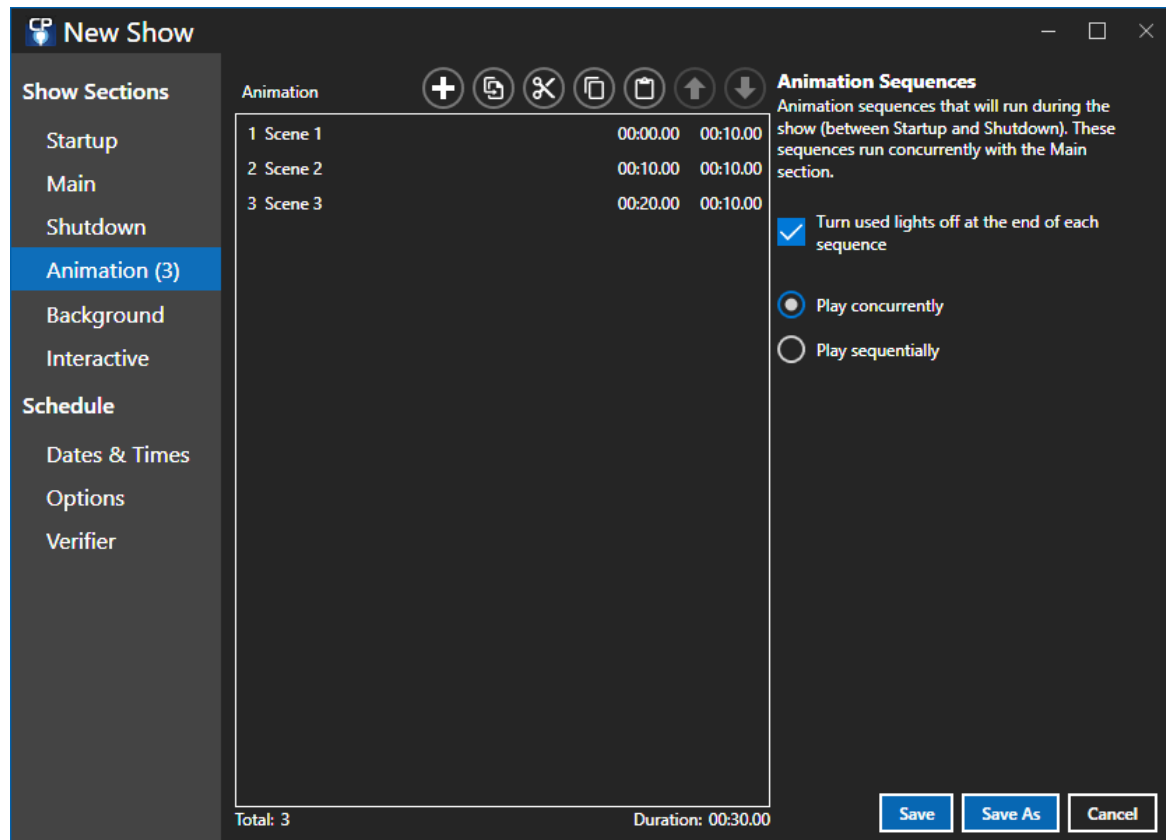 CP New Show
Show Sections
Startup
Main
Shutdown
Animation (3)
Background
Interactive
Schedule
Dates & Times
Options
Verifier
Animation
1 Scene 1 00:00.00 00:10.00
2 Scene 2 00:10.00 00:10.00
3 Scene 3 00:20.00 00:10.00
Total: 3 Duration: 00:30.00
Animation Sequences
Animation sequences that will run during the
show (between Startup and Shutdown). These
sequences run concurrently with the Main
section.
Turn used lights off at the end of each
sequence
Play concurrently
Play sequentially
Save Save As Cancel